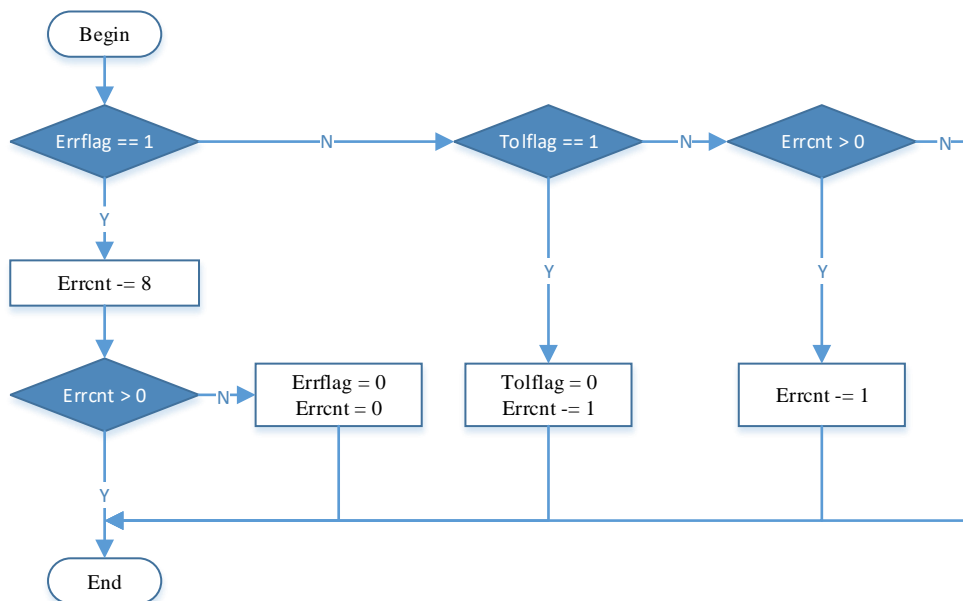 Begin
Errflag == 1
N
Tolflag == 1
N
Errcnt > 0
N
Y
Y
Y
Errcnt -= 8
Errcnt > 0
N
Errflag = 0
Errcnt = 0
Tolflag = 0
Errcnt -= 1
Errcnt -= 1
Y
End